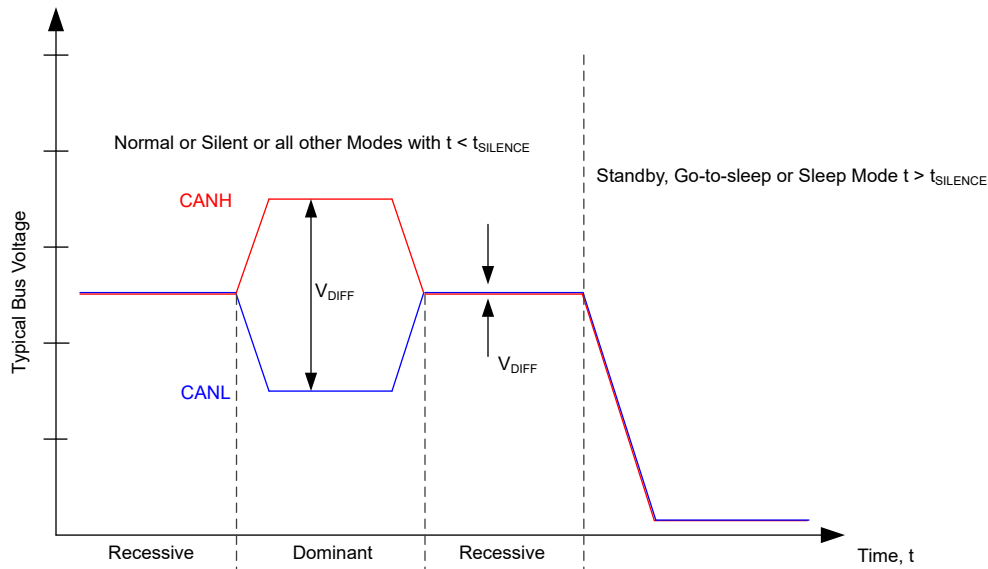 Normal or Silent or all other Modes with t < tSILENCE
Standby, Go-to-sleep or Sleep Mode t > tSILENCE
CANH
Typical Bus Voltage
VDIFF
VDIFF
CANL
Recessive
Dominant
Recessive
Time, t